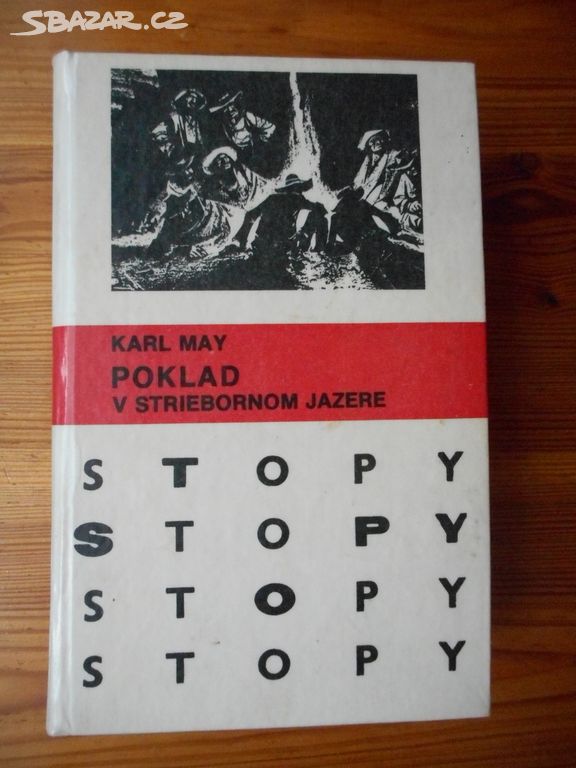 SBAZAR.CZ
KARL MAY
POKLAD
V STRIEBORNOM JAZERE
STOPY
STOPY
STOPY
STOPY